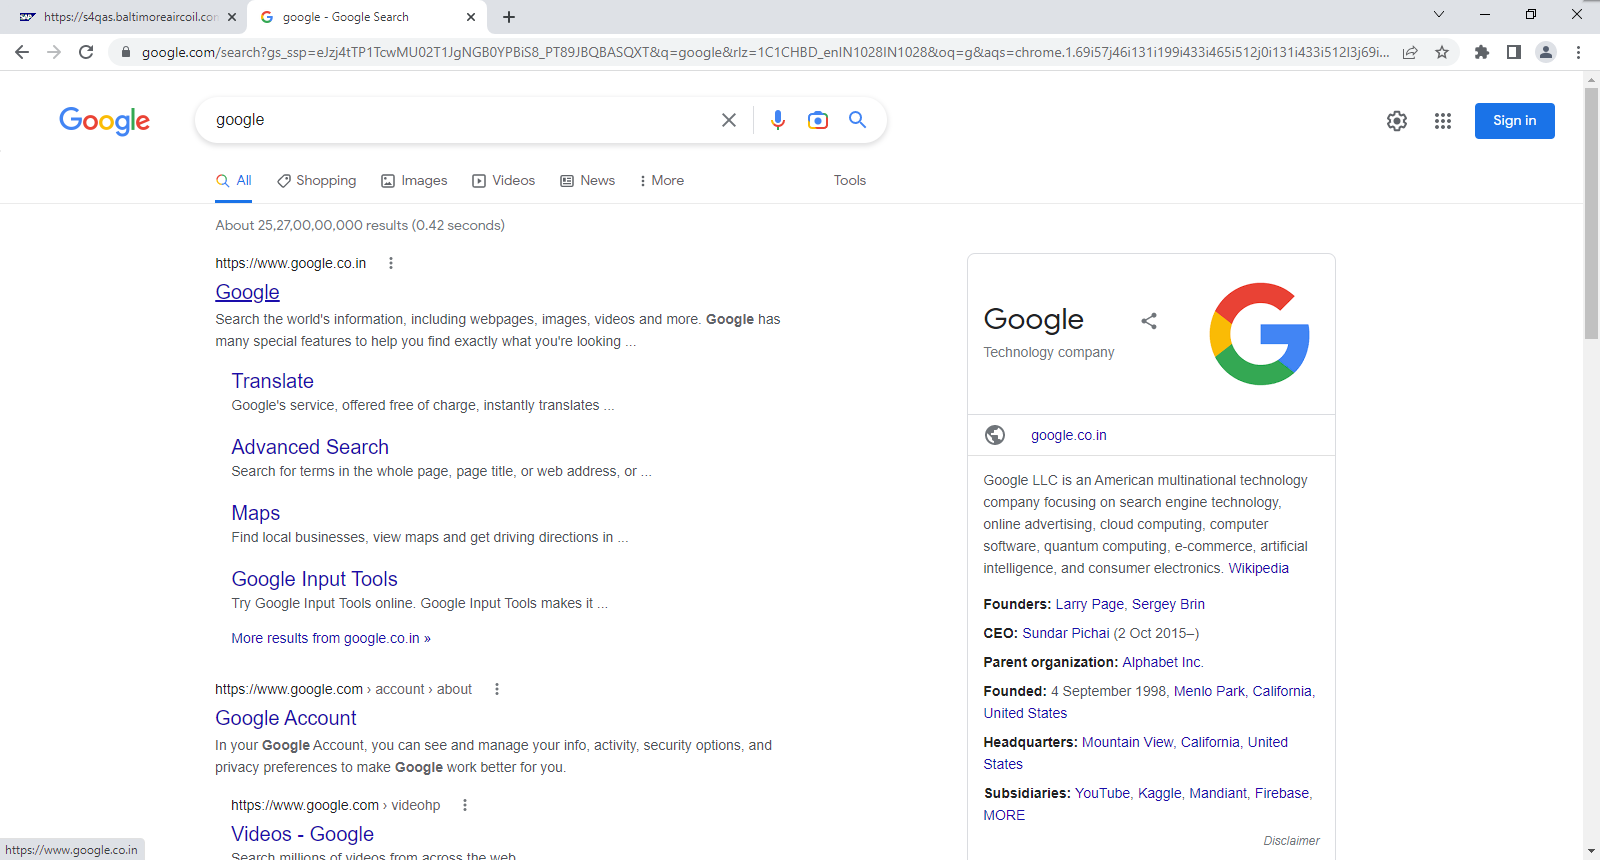 https://s4qas.baltimoreaircoil.con
google - Google Search
google.com/search?gs_ssp=eJzj4tTP1TcwMU02T1JgNGB0YPBiS8_PT89JBQBASQXT&q=google&rlz=1C1CHBD_enIN1028IN1028&oq=g&aqs=chrome.1.69i57j46i131i199i433i465i512j0i131i433i512l3j69i...
Google
google
Sign in
All
Shopping
Images
Videos
News
More
Tools
About 25,27,00,00,000 results (0.42 seconds)
https://www.google.co.in
Google
Search the world's information, including webpages, images, videos and more. Google has
many special features to help you find exactly what you're looking ...
Translate
Google's service, offered free of charge, instantly translates ...
Advanced Search
Search for terms in the whole page, page title, or web address, or ...
Maps
Find local businesses, view maps and get driving directions in ...
Google Input Tools
Try Google Input Tools online. Google Input Tools makes it ...
More results from google.co.in »
https://www.google.com › account › about
Google Account
In your Google Account, you can see and manage your info, activity, security options, and
privacy preferences to make Google work better for you.
https://www.google.com › videohp
Videos - Google
Search millions of videos from across the web.
https://www.google.co.in
Google
Technology company
google.co.in
Google LLC is an American multinational technology
company focusing on search engine technology,
online advertising, cloud computing, computer
software, quantum computing, e-commerce, artificial
intelligence, and consumer electronics. Wikipedia
Founders: Larry Page, Sergey Brin
CEO: Sundar Pichai (2 Oct 2015–)
Parent organization: Alphabet Inc.
Founded: 4 September 1998, Menlo Park, California,
United States
Headquarters: Mountain View, California, United
States
Subsidiaries: YouTube, Kaggle, Mandiant, Firebase,
MORE
Disclaimer